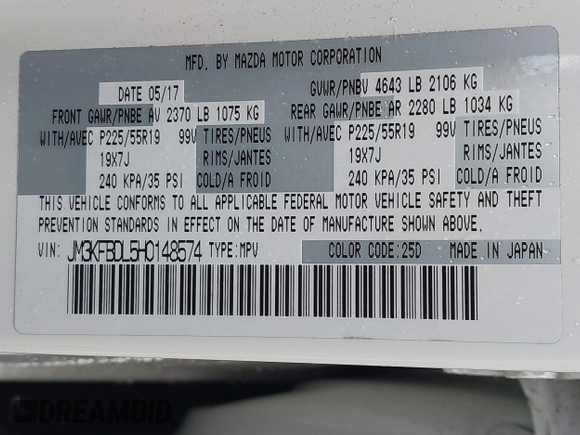 MFD. BY MAZDA MOTOR CORPORATION
DATE 05/17 GVWR/PNBV 4643 LB 2106 KG
FRONT GAWR/PNBE AV 2370 LB 1075 KG REAR GAWR/PNBE AR 2280 LB 1034 KG
WITH/AVEC P225/55R19 99V TIRES/PNEUS WITH/AVEC P225/55R19 99V TIRES/PNEUS
19X7J RIMS/JANTES 19X7J RIMS/JANTES
240 KPA/35 PSI COLD/A FROID 240 KPA/35 PSI COLD/A FROID
THIS VEHICLE CONFORMS TO ALL APPLICABLE FEDERAL MOTOR VEHICLE SAFETY AND THEFT
PREVENTION STANDARDS IN EFFECT ON THE DATE OF MANUFACTURE SHOWN ABOVE.
VIN: JM3KFBDL5H0148574 TYPE:MPV COLOR CODE:25D MADE IN JAPAN
DREAMBID